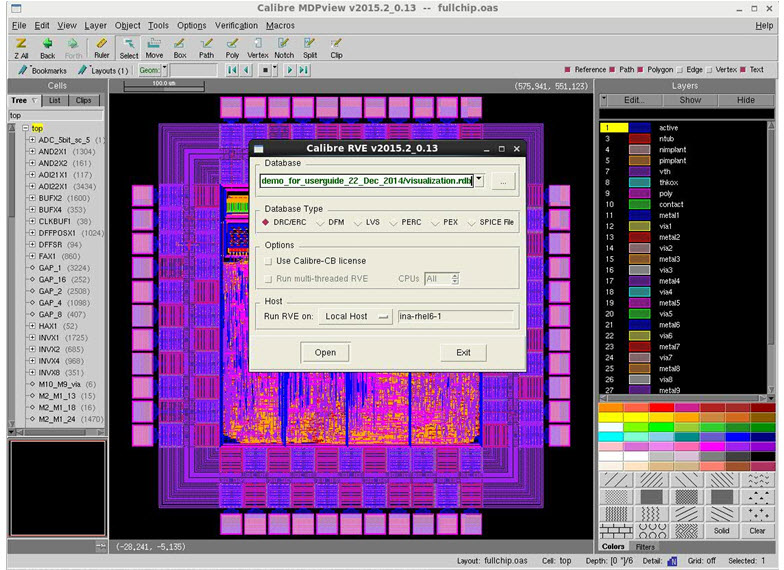 Calibre MDPview v2015.2_0.13 -- fullchip.oas
File Edit View Layer Object Tools Options Verification Macros Help
Z All Back Forth Ruler Select Move Box Path Poly Vertex Notch Split Clip
Bookmarks Layouts (1) Geom: Reference Path Polygon Edge Vertex Text
Cells
Tree List Clips
top
top
ADC_5bit_sc_5 (1)
AND2X1 (1304)
AND2X2 (161)
AOI21X1 (117)
AOI22X1 (3434)
BUFX2 (1600)
BUFX4 (353)
CLKBUF1 (38)
DFFPOSX1 (1024)
DFFSR (94)
FAX1 (860)
GAP_1 (3224)
GAP_16 (252)
GAP_2 (2508)
GAP_4 (1098)
GAP_8 (407)
HAX1 (52)
INVX1 (1725)
INVX2 (685)
INVX4 (968)
INVX8 (351)
M10_M9_via (6)
M2_M1_13 (15)
M2_M1_18 (16)
M2_M1_24 (1470)
100.0 um
(575,941, 551,123)
Calibre RVE v2015.2_0.13
Database
demo_for_userguide_22_Dec_2014/visualization.rdb
...
Database Type
DRC/ERC DFM LVS PERC PEX SPICE File
Options
Use Calibre-CB license
Run multi-threaded RVE CPUs All
Host
Run RVE on: Local Host ina-rhel6-1
Open Exit
(-28,241, -5,135)
Layers
Edit... Show Hide
1 active
3 ntub
4 nimplant
5 pimplant
7 vth
8 thkox
9 poly
10 contact
11 metal1
12 via1
13 metal2
14 via2
15 metal3
16 via3
17 metal4
18 via4
19 metal5
20 via5
21 metal6
22 via6
23 metal7
24 via7
25 metal8
26 via8
27 metal9
Solid Clear
Colors Filters
Layout: fullchip.oas Cell: top Depth: [0 ˆ]/6 Detail: Grid: off Selected: 1